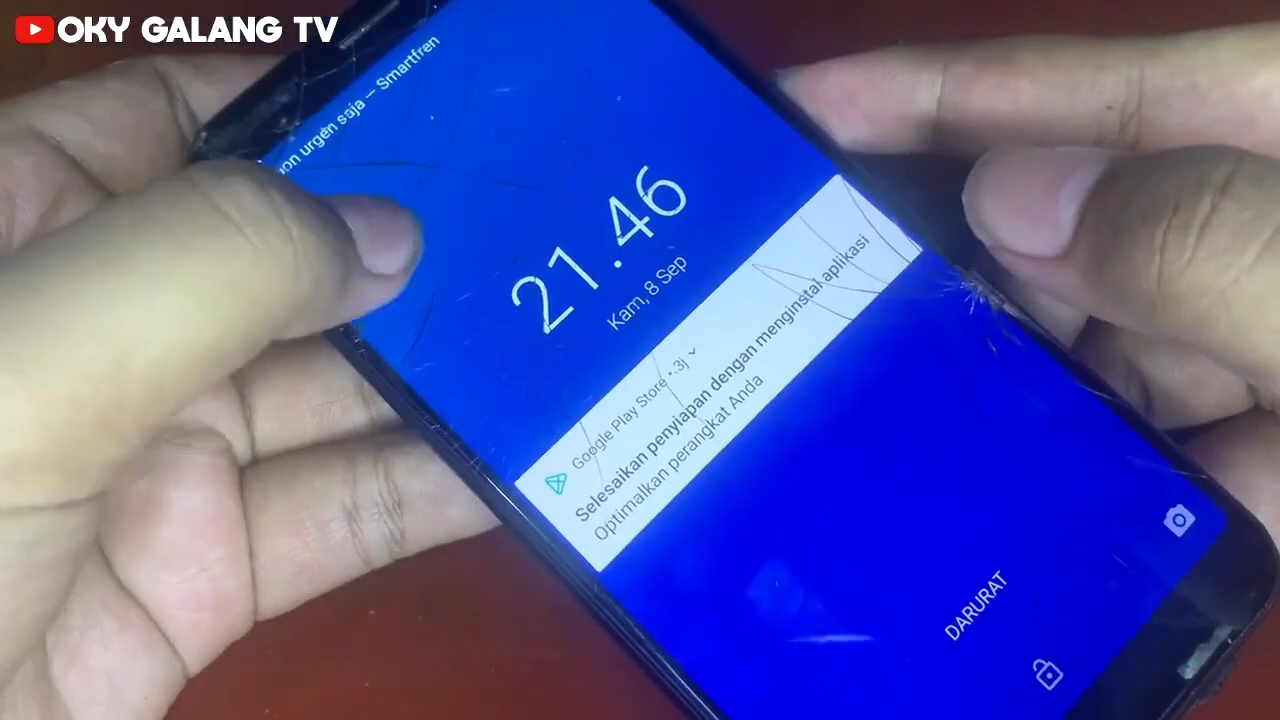 OKY GALANG TV
urgen saja — Smartfren
21.46
Kam, 8 Sep
Google Play Store • 3j
Selesaikan penyiapan dengan menginstal aplikasi
Optimalkan perangkat Anda
DARURAT